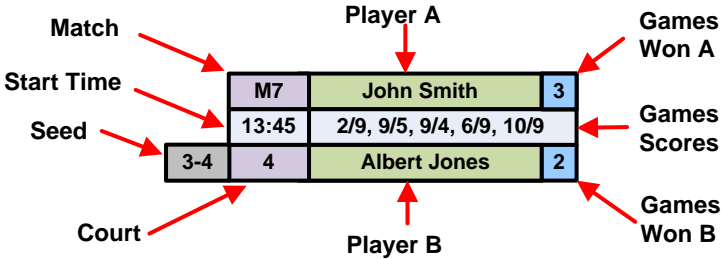 Match
Player A
Games
Won A
Start Time
M7
John Smith
3
13:45
2/9, 9/5, 9/4, 6/9, 10/9
Games
Scores
Seed
3-4
4
Albert Jones
2
Court
Player B
Games
Won B